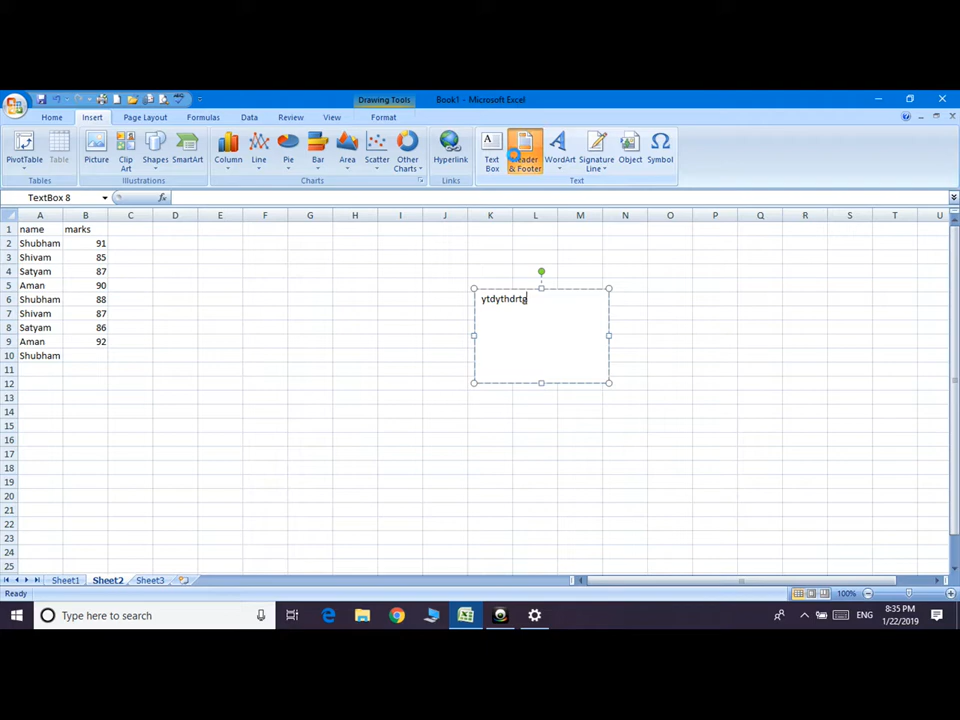 Drawing Tools
Book1 - Microsoft Excel
Home Insert Page Layout Formulas Data Review View Format
PivotTable Table Picture Clip Art Shapes SmartArt Column Line Pie Bar Area Scatter Other Charts Hyperlink Text Box Header & Footer WordArt Signature Line Object Symbol
Tables Illustrations Charts Links Text
TextBox 8 fx
A B C D E F G H I J K L M N O P Q R S T U
1 name marks
2 Shubham 91
3 Shivam 85
4 Satyam 87
5 Aman 90
6 Shubham 88
7 Shivam 87
8 Satyam 86
9 Aman 92
10 Shubham
11
12
13
14
15
16
17
18
19
20
21
22
23
24
25
ytdythdrtg
Sheet1 Sheet2 Sheet3
Ready 100%
Type here to search ENG 8:35 PM
1/22/2019